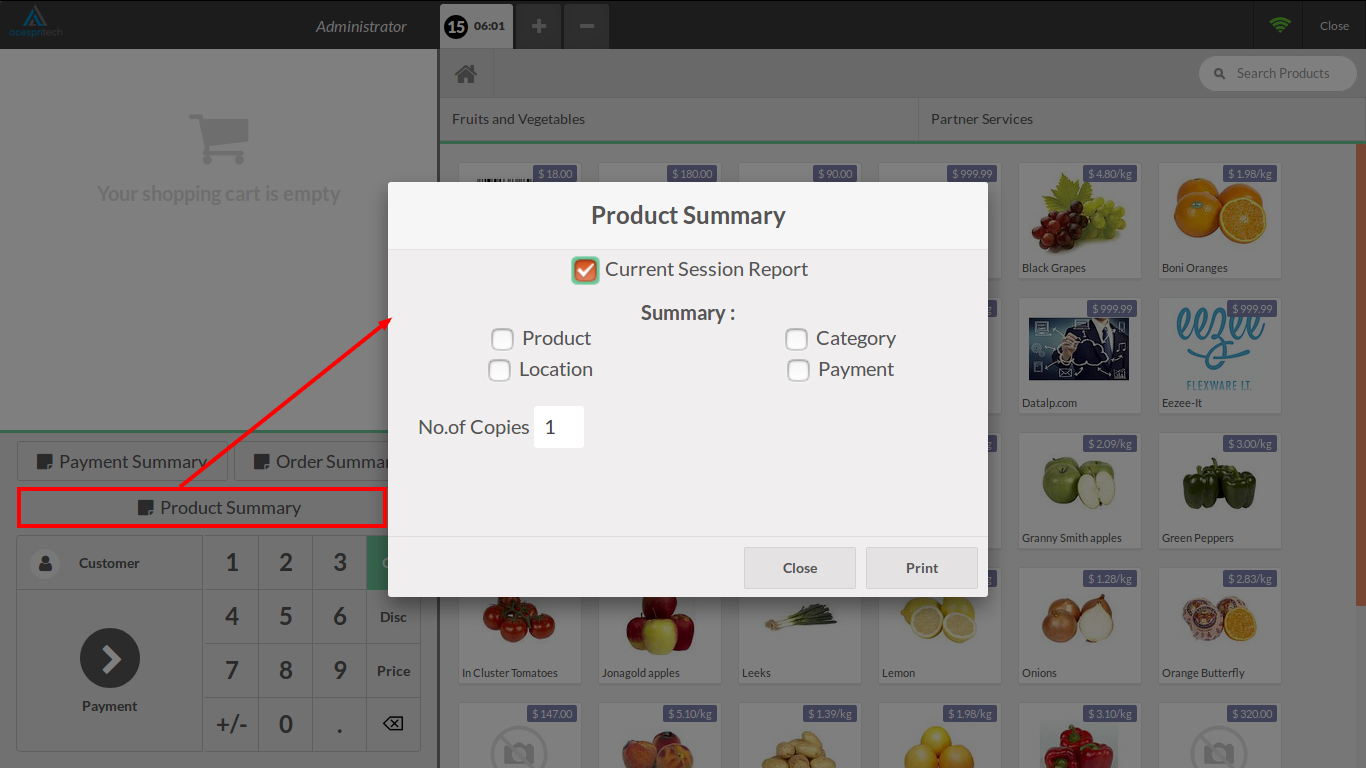 acespritech
Administrator
15 06:01
+
−
Close
Search Products
Fruits and Vegetables
Partner Services
Your shopping cart is empty
$ 18.00
$ 180.00
$ 90.00
$ 999.99
$ 4.80/kg
$ 1.98/kg
Black Grapes
Boni Oranges
Product Summary
Current Session Report
Summary :
Product
Category
Location
Payment
No.of Copies 1
Close
Print
$ 999.99
$ 999.99
eezee
FLEXWARE I.T.
Datalp.com
Eezee-It
$ 2.09/kg
$ 3.00/kg
Granny Smith apples
Green Peppers
Payment Summary
Order Summar
Product Summary
Customer
1
2
3
4
5
6
Disc
7
8
9
Price
+/-
0
.
Payment
$ 1.28/kg
$ 2.83/kg
In Cluster Tomatoes
Jonagold apples
Leeks
Lemon
Onions
Orange Butterfly
$ 147.00
$ 5.10/kg
$ 1.39/kg
$ 1.98/kg
$ 3.10/kg
$ 320.00